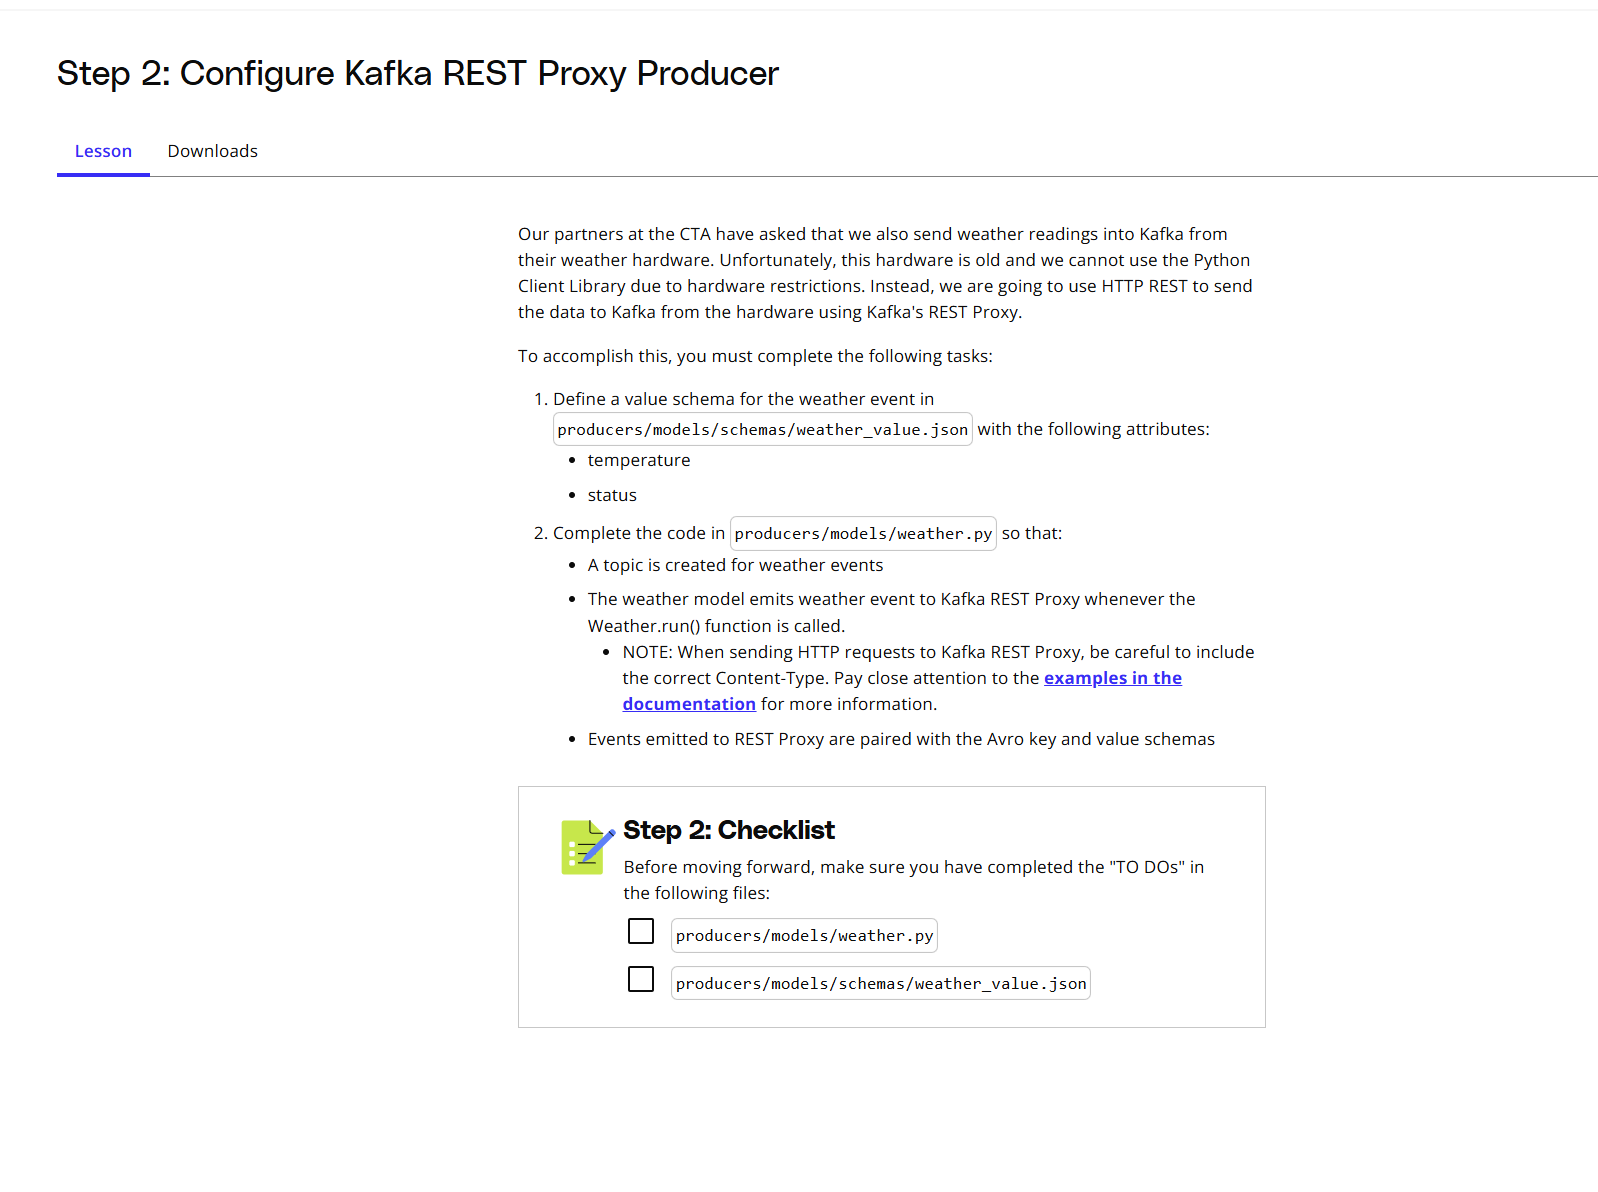 Step 2: Configure Kafka REST Proxy Producer
Lesson
Downloads
Our partners at the CTA have asked that we also send weather readings into Kafka from
their weather hardware. Unfortunately, this hardware is old and we cannot use the Python
Client Library due to hardware restrictions. Instead, we are going to use HTTP REST to send
the data to Kafka from the hardware using Kafka's REST Proxy.
To accomplish this, you must complete the following tasks:
1. Define a value schema for the weather event in
producers/models/schemas/weather_value.json with the following attributes:
• temperature
• status
2. Complete the code in producers/models/weather.py so that:
• A topic is created for weather events
• The weather model emits weather event to Kafka REST Proxy whenever the
Weather.run() function is called.
• NOTE: When sending HTTP requests to Kafka REST Proxy, be careful to include
the correct Content-Type. Pay close attention to the examples in the
documentation for more information.
• Events emitted to REST Proxy are paired with the Avro key and value schemas
Step 2: Checklist
Before moving forward, make sure you have completed the "TO DOs" in
the following files:
producers/models/weather.py
producers/models/schemas/weather_value.json